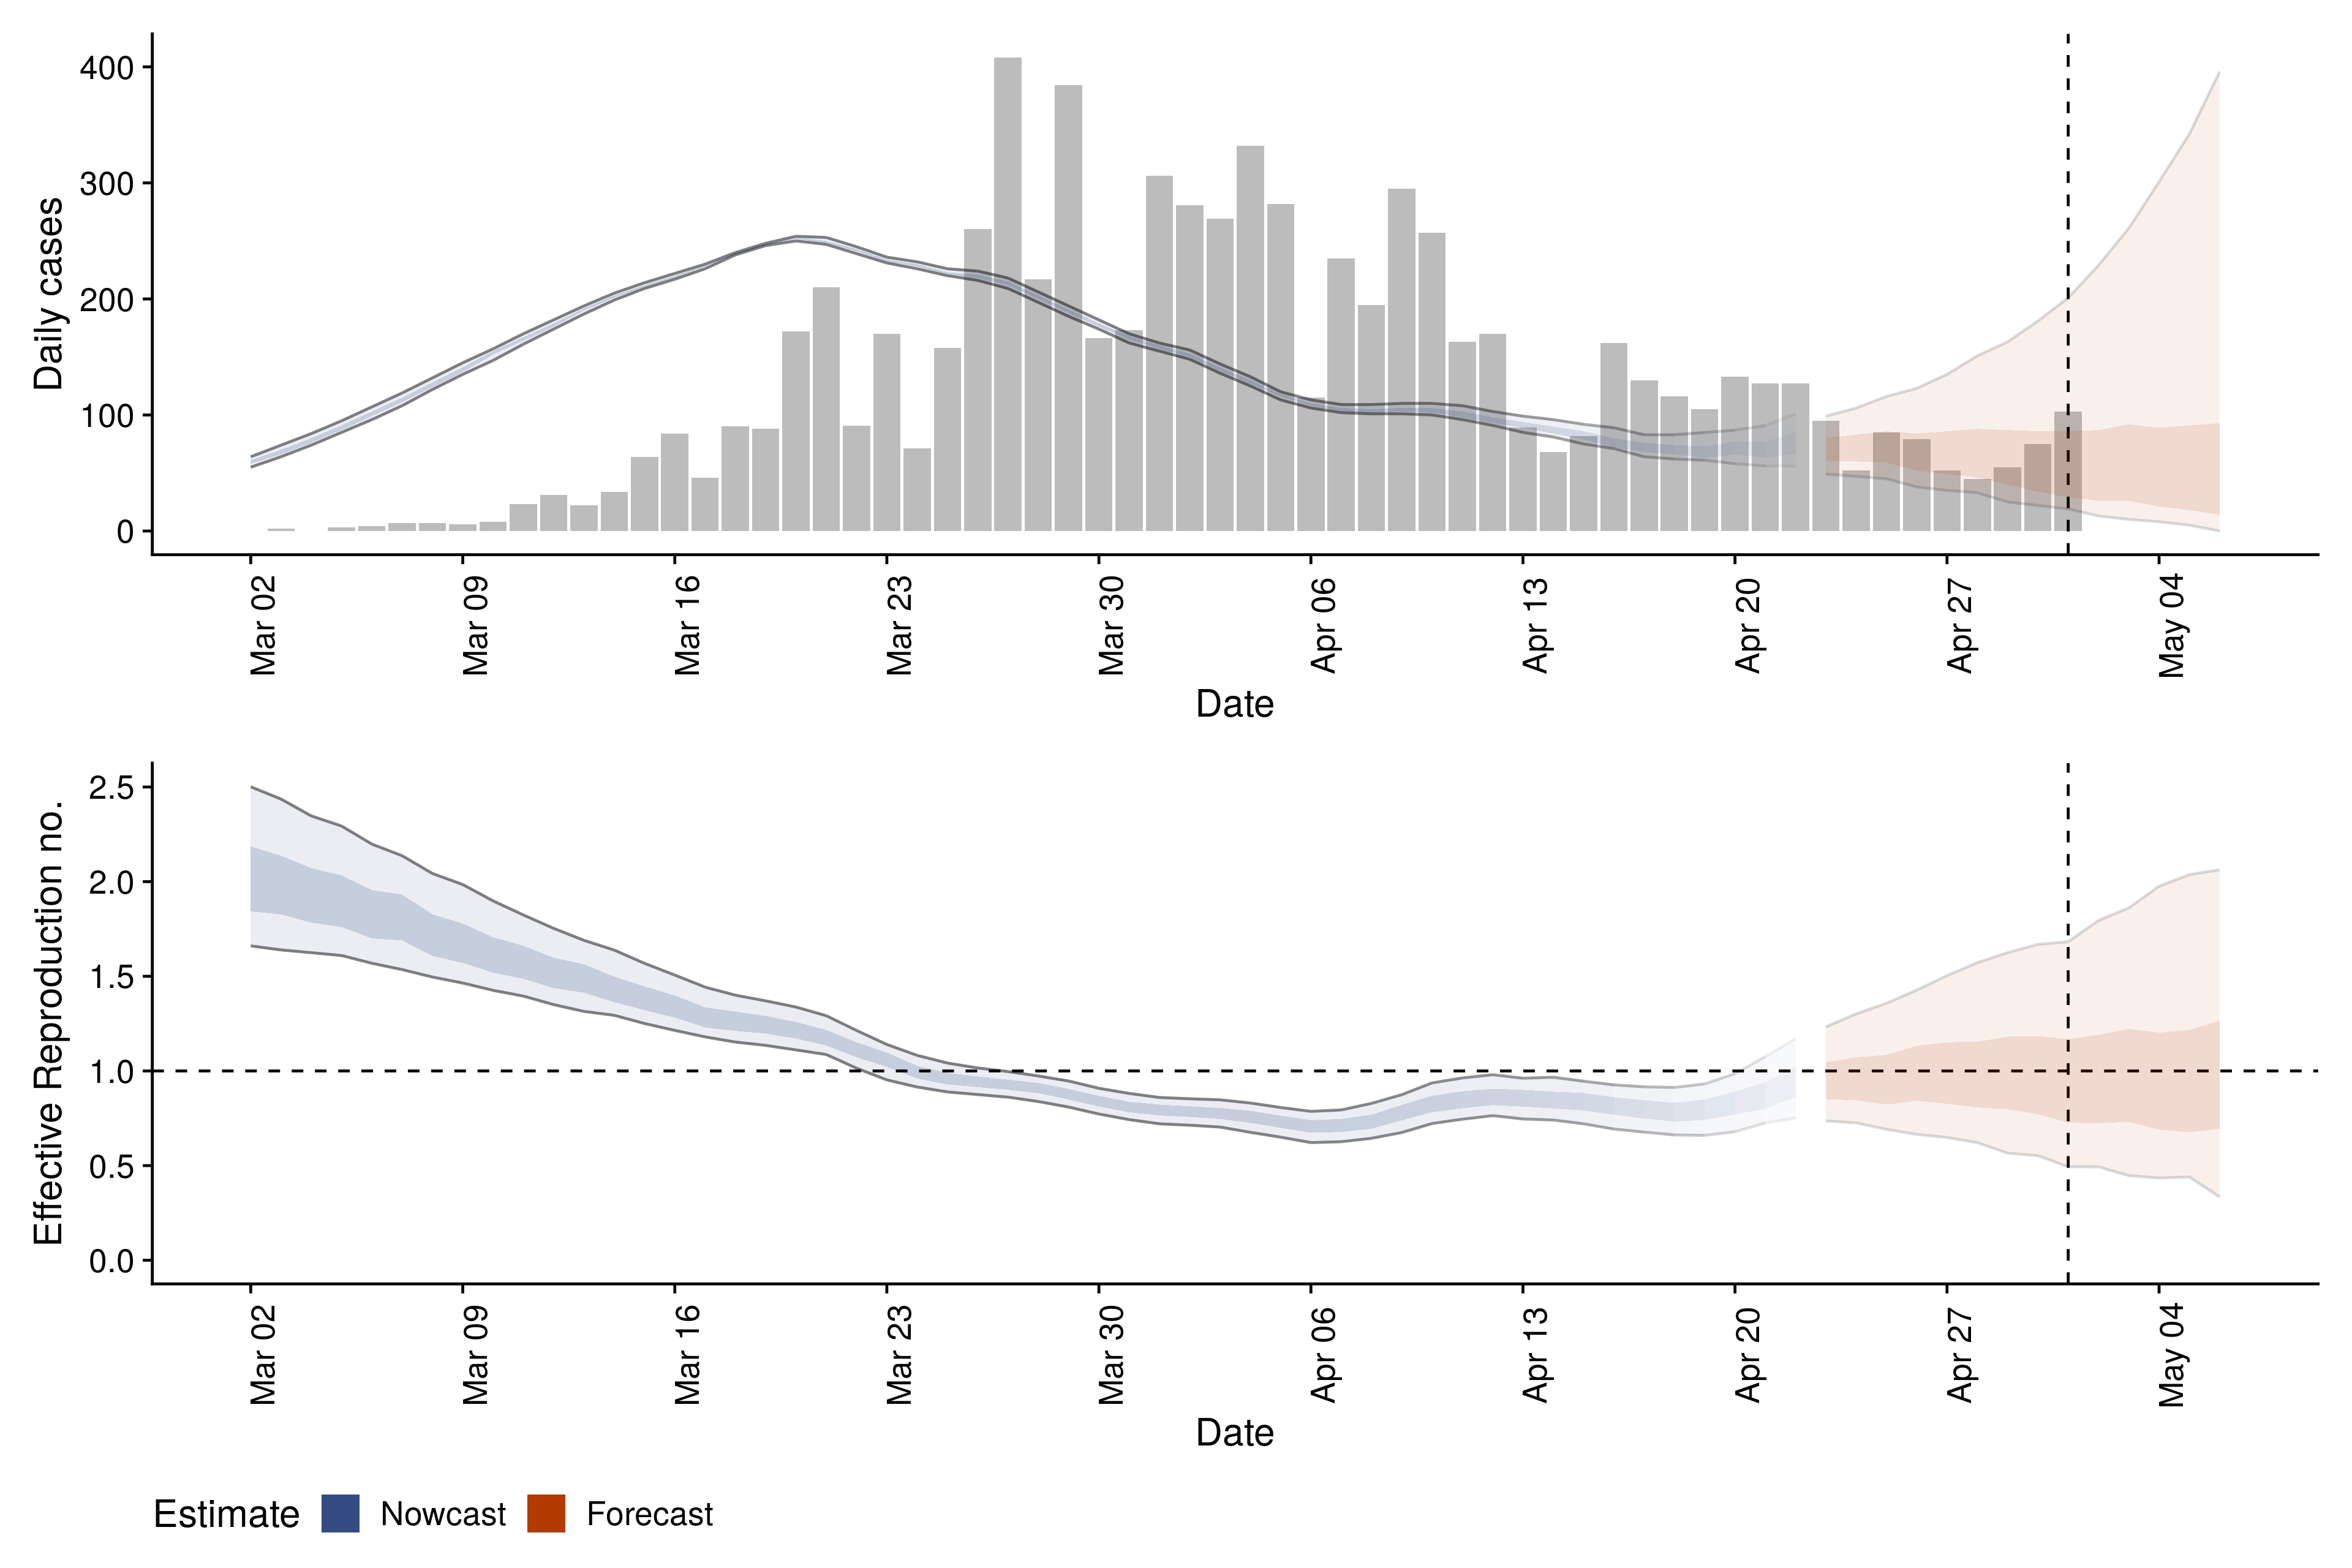 Daily cases
400
300
200
100
0
Mar 02
Mar 09
Mar 16
Mar 23
Mar 30
Apr 06
Apr 13
Apr 20
Apr 27
May 04
Date
Effective Reproduction no.
2.5
2.0
1.5
1.0
0.5
0.0
Mar 02
Mar 09
Mar 16
Mar 23
Mar 30
Apr 06
Apr 13
Apr 20
Apr 27
May 04
Date
Estimate Nowcast Forecast